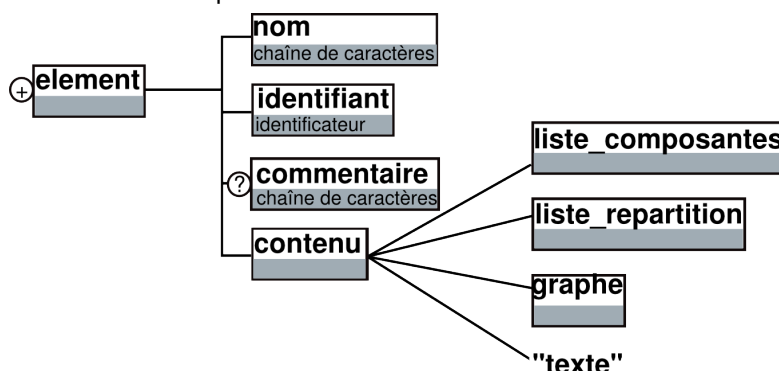 nom
chaîne de caractères
+
element
identifiant
identificateur
?
commentaire
chaîne de caractères
contenu
liste_composantes
liste_repartition
graphe
"texte"